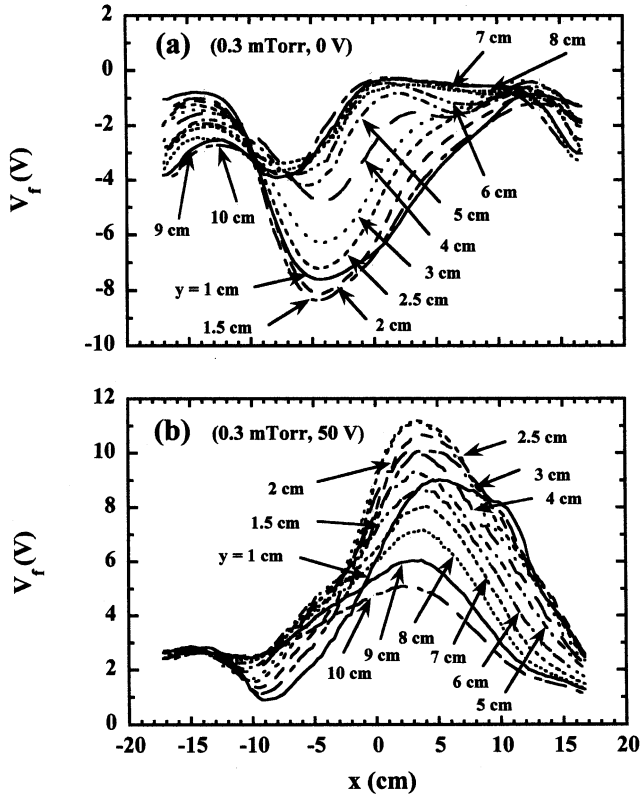 2
(a) (0.3 mTorr, 0 V)
7 cm
8 cm
0
-2
V_f (V)
-4
6 cm
9 cm
10 cm
5 cm
4 cm
-6
3 cm
y = 1 cm
2.5 cm
-8
1.5 cm
2 cm
-10
12
(b) (0.3 mTorr, 50 V)
2.5 cm
10
2 cm
3 cm
4 cm
8
1.5 cm
V_f (V)
6
y = 1 cm
4
8 cm
7 cm
9 cm
10 cm
6 cm
5 cm
2
0
-20 -15 -10 -5 0 5 10 15 20
x (cm)